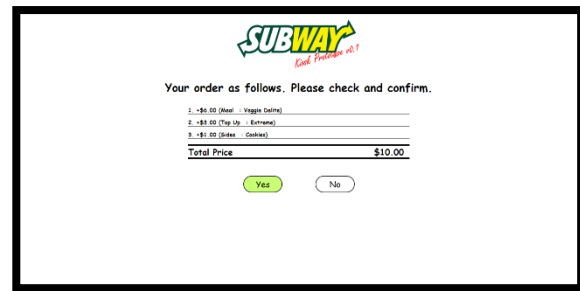 SUBWAY
Kiosk Prototype v0.1
Your order as follows. Please check and confirm.
1. +$6.00 (Meal : Veggie Delite)
2. +$3.00 (Top Up : Extreme)
3. +$1.00 (Sides : Cookies)
Total Price $10.00
Yes No